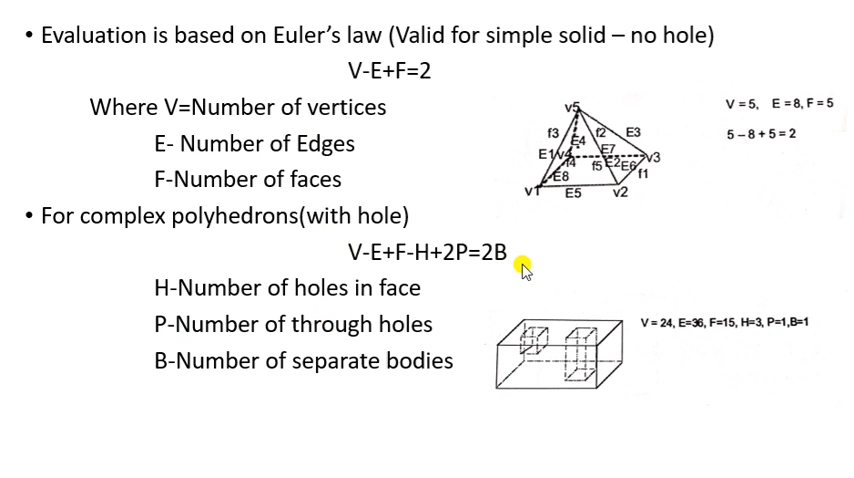 • Evaluation is based on Euler’s law (Valid for simple solid – no hole)
V-E+F=2
Where V=Number of vertices
E- Number of Edges
F-Number of faces
V = 5, E = 8, F = 5
5 – 8 + 5 = 2
v5
f3
E4
f2
E3
E1
v4
f4
E7
f5
E2
E6
v3
f1
E8
v1
E5
v2
• For complex polyhedrons(with hole)
V-E+F-H+2P=2B
H-Number of holes in face
P-Number of through holes
B-Number of separate bodies
V = 24, E=36, F=15, H=3, P=1,B=1